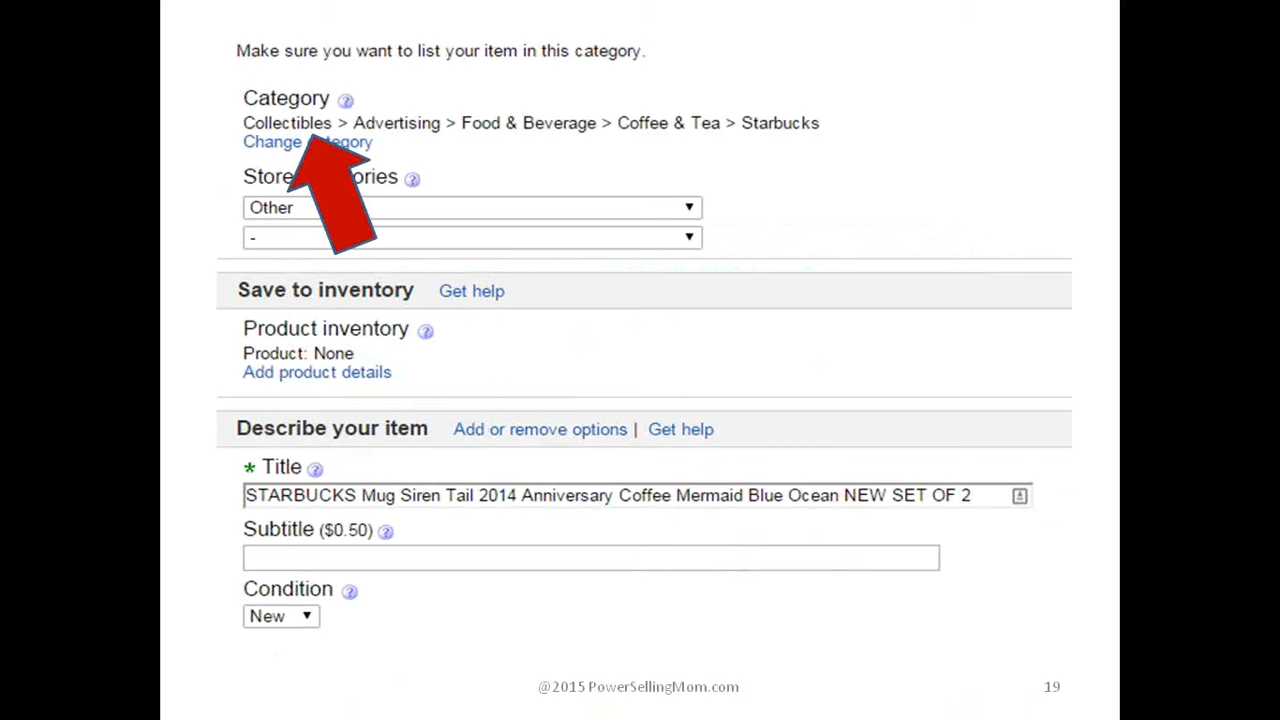 Make sure you want to list your item in this category.
Category ?
Collectibles > Advertising > Food & Beverage > Coffee & Tea > Starbucks
Change tegory
Store ories ?
Other
-
Save to inventory Get help
Product inventory ?
Product: None
Add product details
Describe your item Add or remove options | Get help
* Title ?
STARBUCKS Mug Siren Tail 2014 Anniversary Coffee Mermaid Blue Ocean NEW SET OF 2
Subtitle ($0.50) ?
Condition ?
New
@2015 PowerSellingMom.com 19